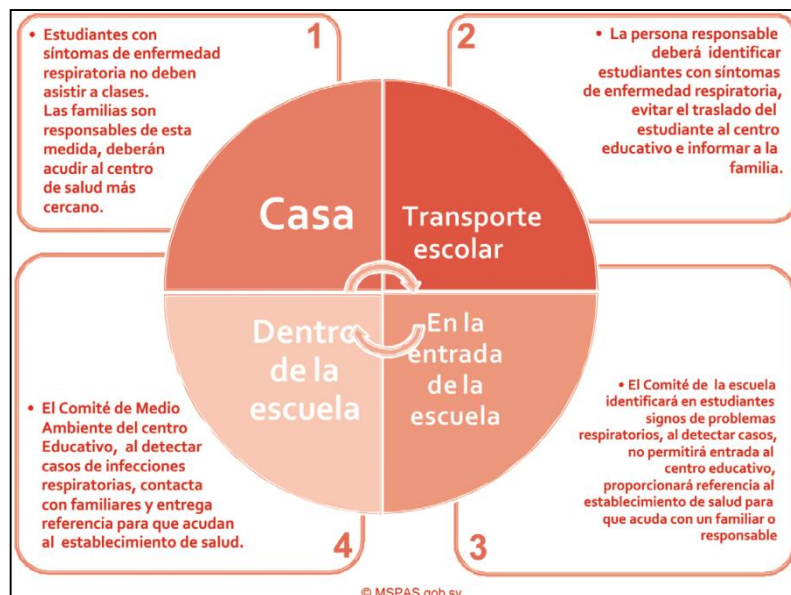 1
• Estudiantes con
síntomas de enfermedad
respiratoria no deben
asistir a clases.
Las familias son
responsables de esta
medida, deberán
acudir al centro
de salud más
cercano.
2
• La persona responsable
deberá identificar
estudiantes con síntomas
de enfermedad respiratoria,
evitar el traslado del
estudiante al centro
educativo e informar a la
familia.
Casa
Transporte
escolar
Dentro
de la
escuela
En la
entrada
de la
escuela
• El Comité de Medio
Ambiente del centro
Educativo, al detectar
casos de infecciones
respiratorias, contacta
con familiares y entrega
referencia para que acudan
al establecimiento de salud.
4
• El Comité de la escuela
identificará en estudiantes
signos de problemas
respiratorios, al detectar casos,
no permitirá entrada al
centro educativo,
proporcionará referencia al
establecimiento de salud para
que acuda con un familiar o
responsable
3
© MSPAS.gob.sv